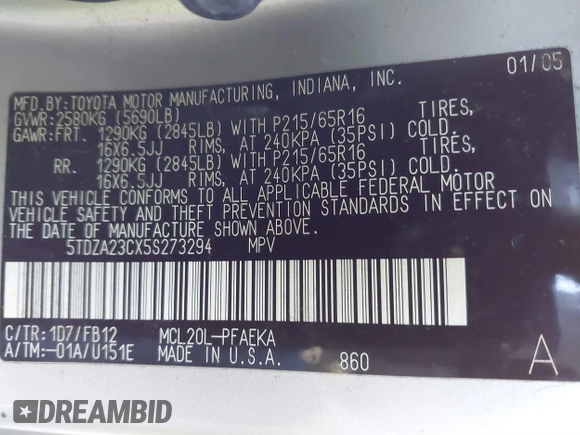 MFD.BY:TOYOTA MOTOR MANUFACTURING, INDIANA, INC. 01/05
GVWR:2580KG (5690LB)
GAWR:FRT. 1290KG (2845LB) WITH P215/65R16 TIRES,
16X6.5JJ RIMS, AT 240KPA (35PSI) COLD.
RR. 1290KG (2845LB) WITH P215/65R16 TIRES,
16X6.5JJ RIMS, AT 240KPA (35PSI) COLD.
THIS VEHICLE CONFORMS TO ALL APPLICABLE FEDERAL MOTOR
VEHICLE SAFETY AND THEFT PREVENTION STANDARDS IN EFFECT ON
THE DATE OF MANUFACTURE SHOWN ABOVE.
5TDZA23CX5S273294 MPV
C/TR: 1D7/FB12 MCL20L-PFAEKA
A/TM:-01A/U151E MADE IN U.S.A. 860 A
DREAMBID